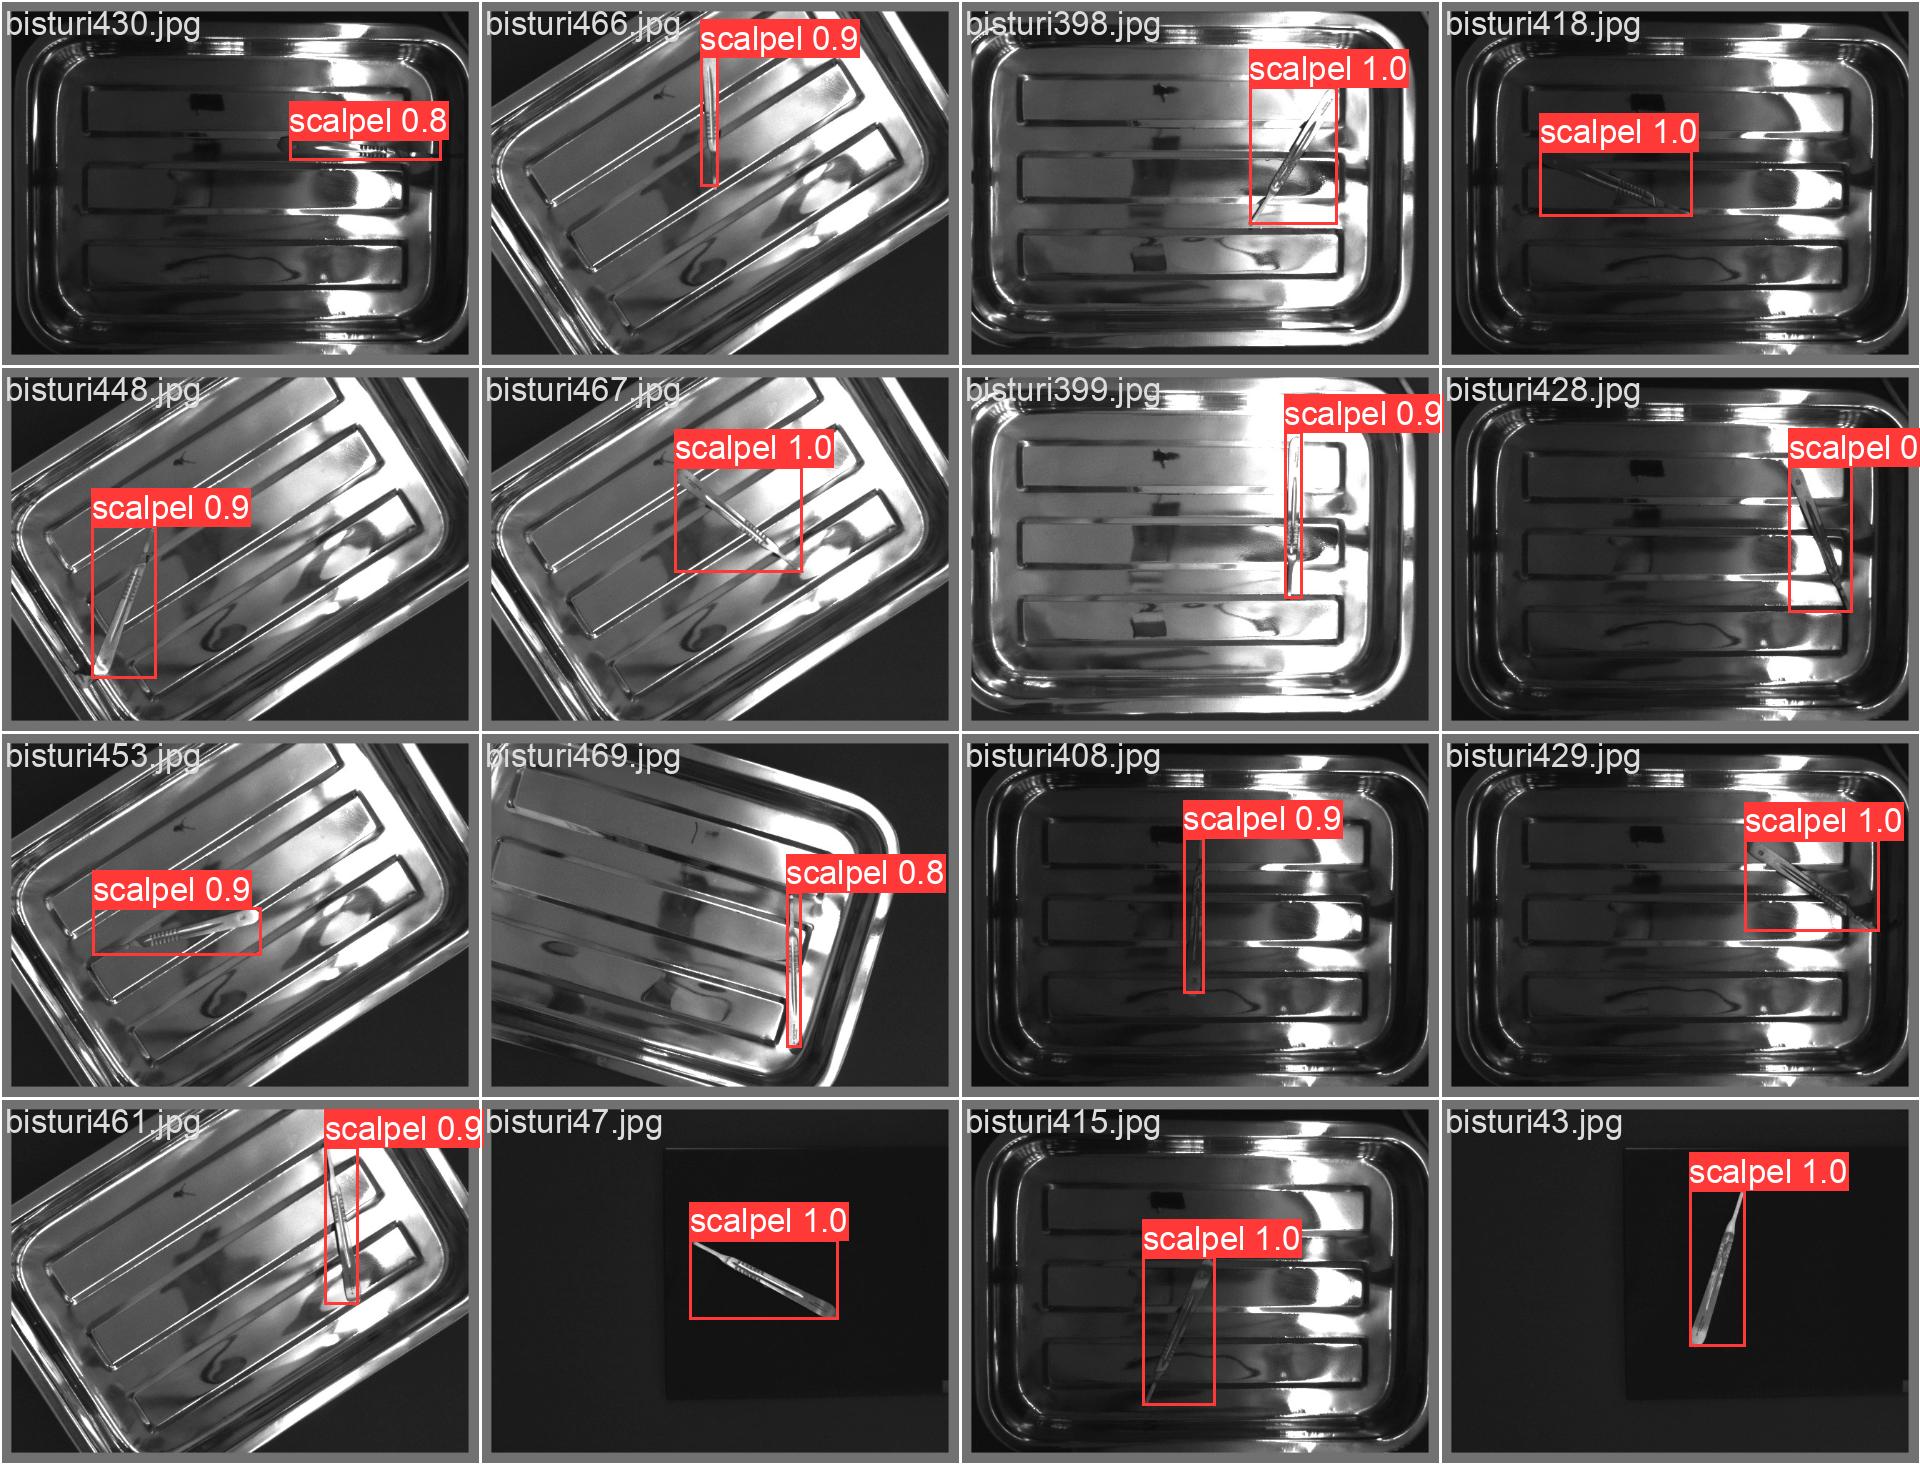 bisturi430.jpg
scalpel 0.8
bisturi466.jpg
scalpel 0.9
bisturi398.jpg
scalpel 1.0
bisturi418.jpg
scalpel 1.0
bisturi448.jpg
scalpel 0.9
bisturi467.jpg
scalpel 1.0
bisturi399.jpg
scalpel 0.9
bisturi428.jpg
scalpel 0
bisturi453.jpg
scalpel 0.9
bisturi469.jpg
scalpel 0.8
bisturi408.jpg
scalpel 0.9
bisturi429.jpg
scalpel 1.0
bisturi461.jpg
scalpel 0.9
bisturi47.jpg
bisturi415.jpg
bisturi43.jpg
scalpel 1.0
scalpel 1.0
scalpel 1.0